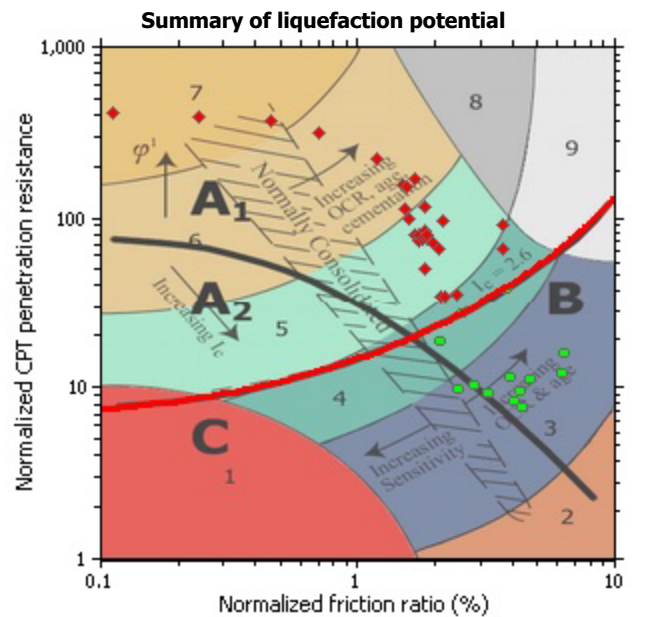 Summary of liquefaction potential
Normalized CPT penetration resistance
1,000
100
10
1
0.1
1
10
Normalized friction ratio (%)
7
8
9
φ'
A1
Increasing
OCR, age,
cementation
Normally Consolidated
6
A2
Increasing Ic
5
Ic = 2.6
B
4
Increasing
OCR & age
3
C
1
Increasing
Sensitivity
2